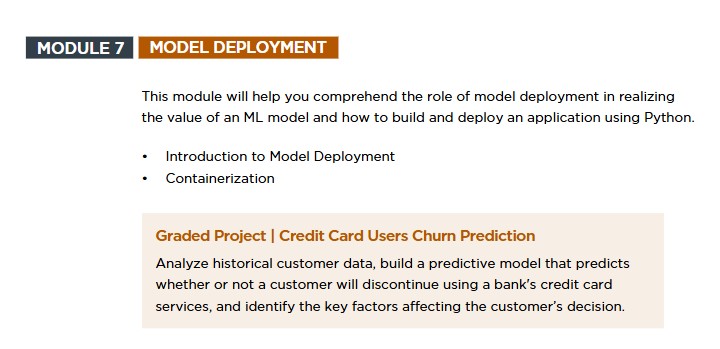 MODULE 7 MODEL DEPLOYMENT
This module will help you comprehend the role of model deployment in realizing
the value of an ML model and how to build and deploy an application using Python.
• Introduction to Model Deployment
• Containerization
Graded Project | Credit Card Users Churn Prediction
Analyze historical customer data, build a predictive model that predicts
whether or not a customer will discontinue using a bank's credit card
services, and identify the key factors affecting the customer's decision.